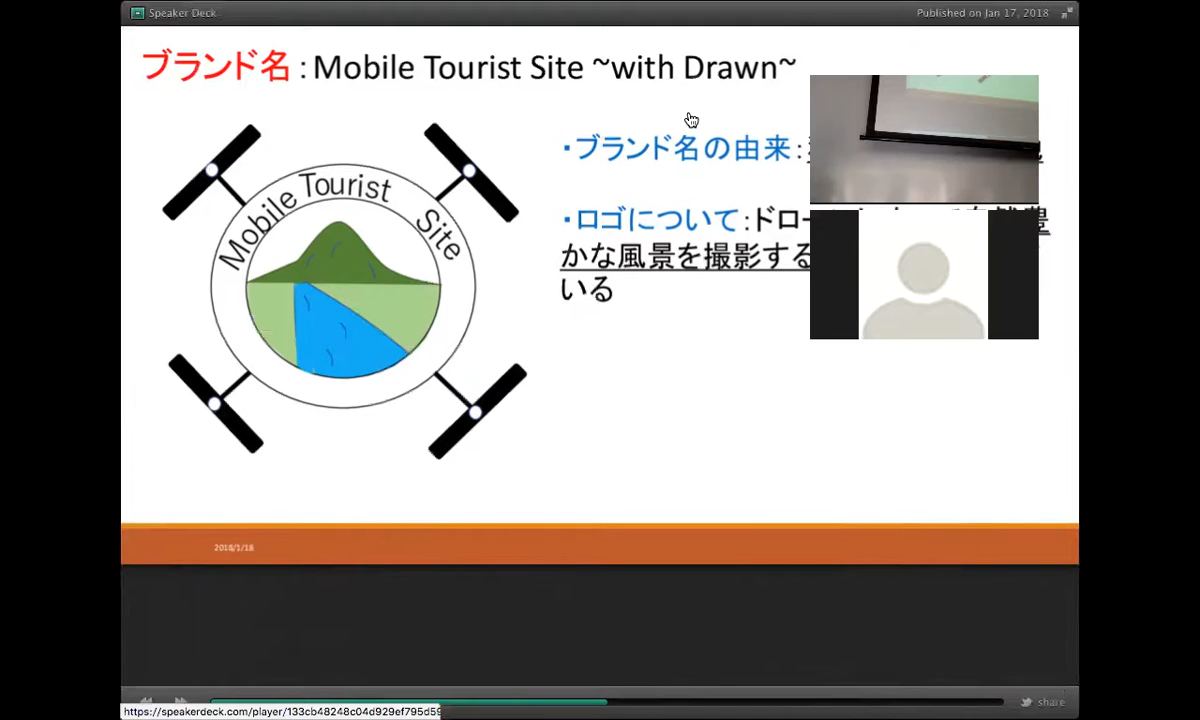 Speaker Deck
Published on Jan 17, 2018
ブランド名 : Mobile Tourist Site ~with Drawn~
・ブランド名の由来：
Mobile Tourist Site
・ロゴについて：ドロー
かな風景を撮影する
いる
2018/1/18
share
https://speakerdeck.com/player/133cb48248c04d929ef795d59